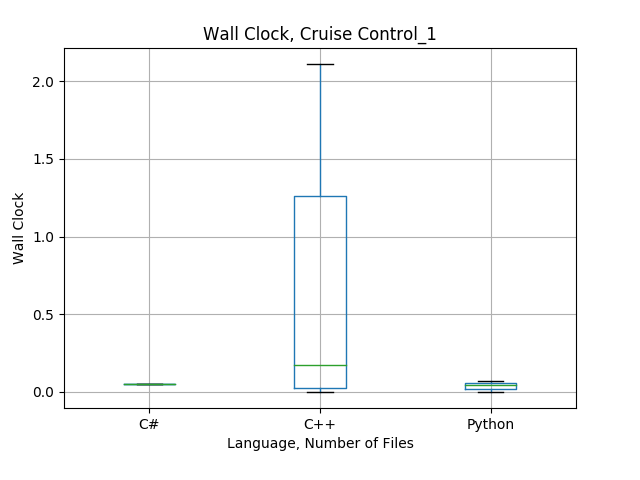 Wall Clock, Cruise Control_1
Wall Clock
2.0
1.5
1.0
0.5
0.0
C#
C++
Python
Language, Number of Files